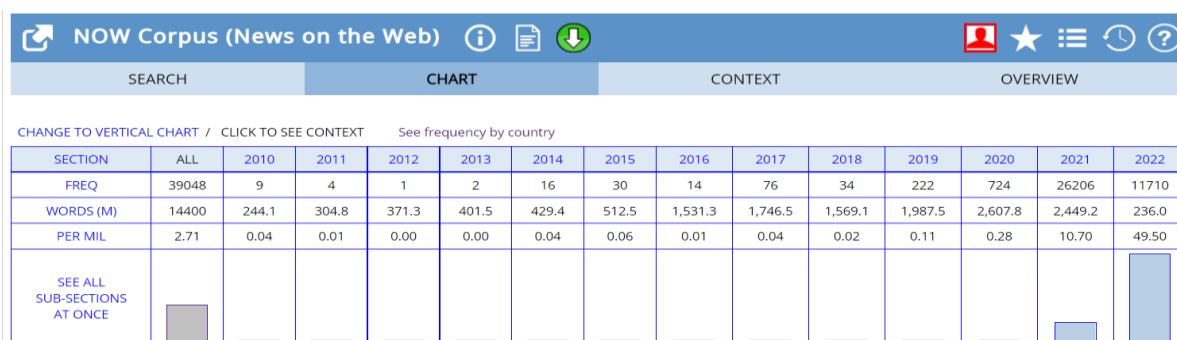 NOW Corpus (News on the Web)
SEARCH CHART CONTEXT OVERVIEW
CHANGE TO VERTICAL CHART / CLICK TO SEE CONTEXT See frequency by country
SECTION ALL 2010 2011 2012 2013 2014 2015 2016 2017 2018 2019 2020 2021 2022
FREQ 39048 9 4 1 2 16 30 14 76 34 222 724 26206 11710
WORDS (M) 14400 244.1 304.8 371.3 401.5 429.4 512.5 1,531.3 1,746.5 1,569.1 1,987.5 2,607.8 2,449.2 236.0
PER MIL 2.71 0.04 0.01 0.00 0.00 0.04 0.06 0.01 0.04 0.02 0.11 0.28 10.70 49.50
SEE ALL
SUB-SECTIONS
AT ONCE